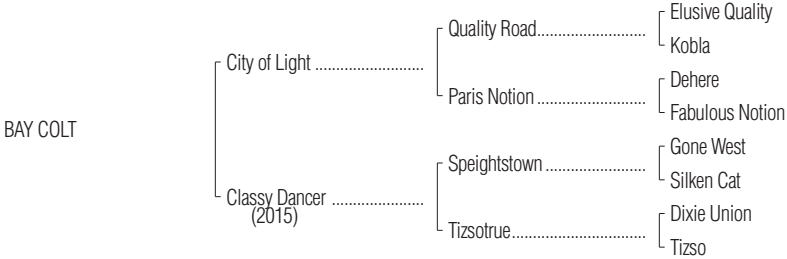 Elusive Quality
Quality Road..........................
Kobla
City of Light ..........................
Dehere
Paris Notion ..........................
Fabulous Notion
BAY COLT
Gone West
Speightstown ........................
Silken Cat
Classy Dancer ......................
(2015)
Dixie Union
Tizsotrue................................
Tizso